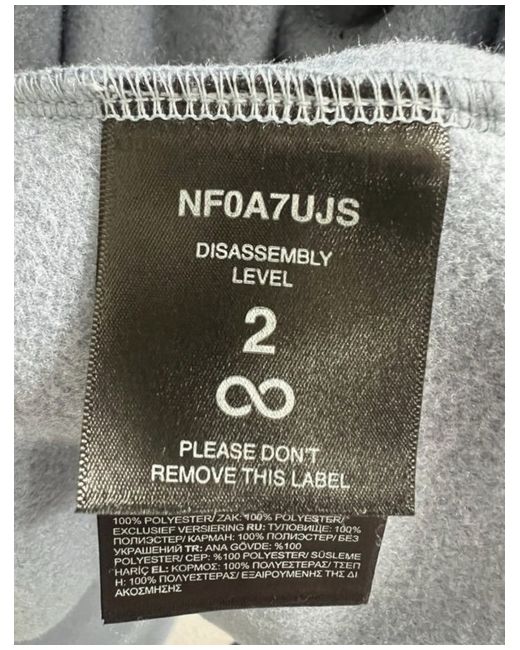 NF0A7UJS
DISASSEMBLY
LEVEL
2
∞
PLEASE DON'T
REMOVE THIS LABEL
100% POLYESTER/ ZAK: 100% POLYESTER/
EXCLUSIEF VERSIERING RU: ТУЛОВИЩЕ: 100%
ПОЛИЭСТЕР/ КАРМАН: 100% ПОЛИЭСТЕР/ БЕЗ
УКРАШЕНИЙ TR: ANA GÖVDE: %100
POLYESTER/ CEP: %100 POLYESTER/ SÜSLEME
HARİÇ EL: ΚΟΡΜΟΣ: 100% ΠΟΛΥΕΣΤΕΡΑΣ/ ΤΣΕΠ
Η: 100% ΠΟΛΥΕΣΤΕΡΑΣ/ ΕΞΑΙΡΟΥΜΕΝΗΣ ΤΗΣ ΔΙ
ΑΚΟΣΜΗΣΗΣ